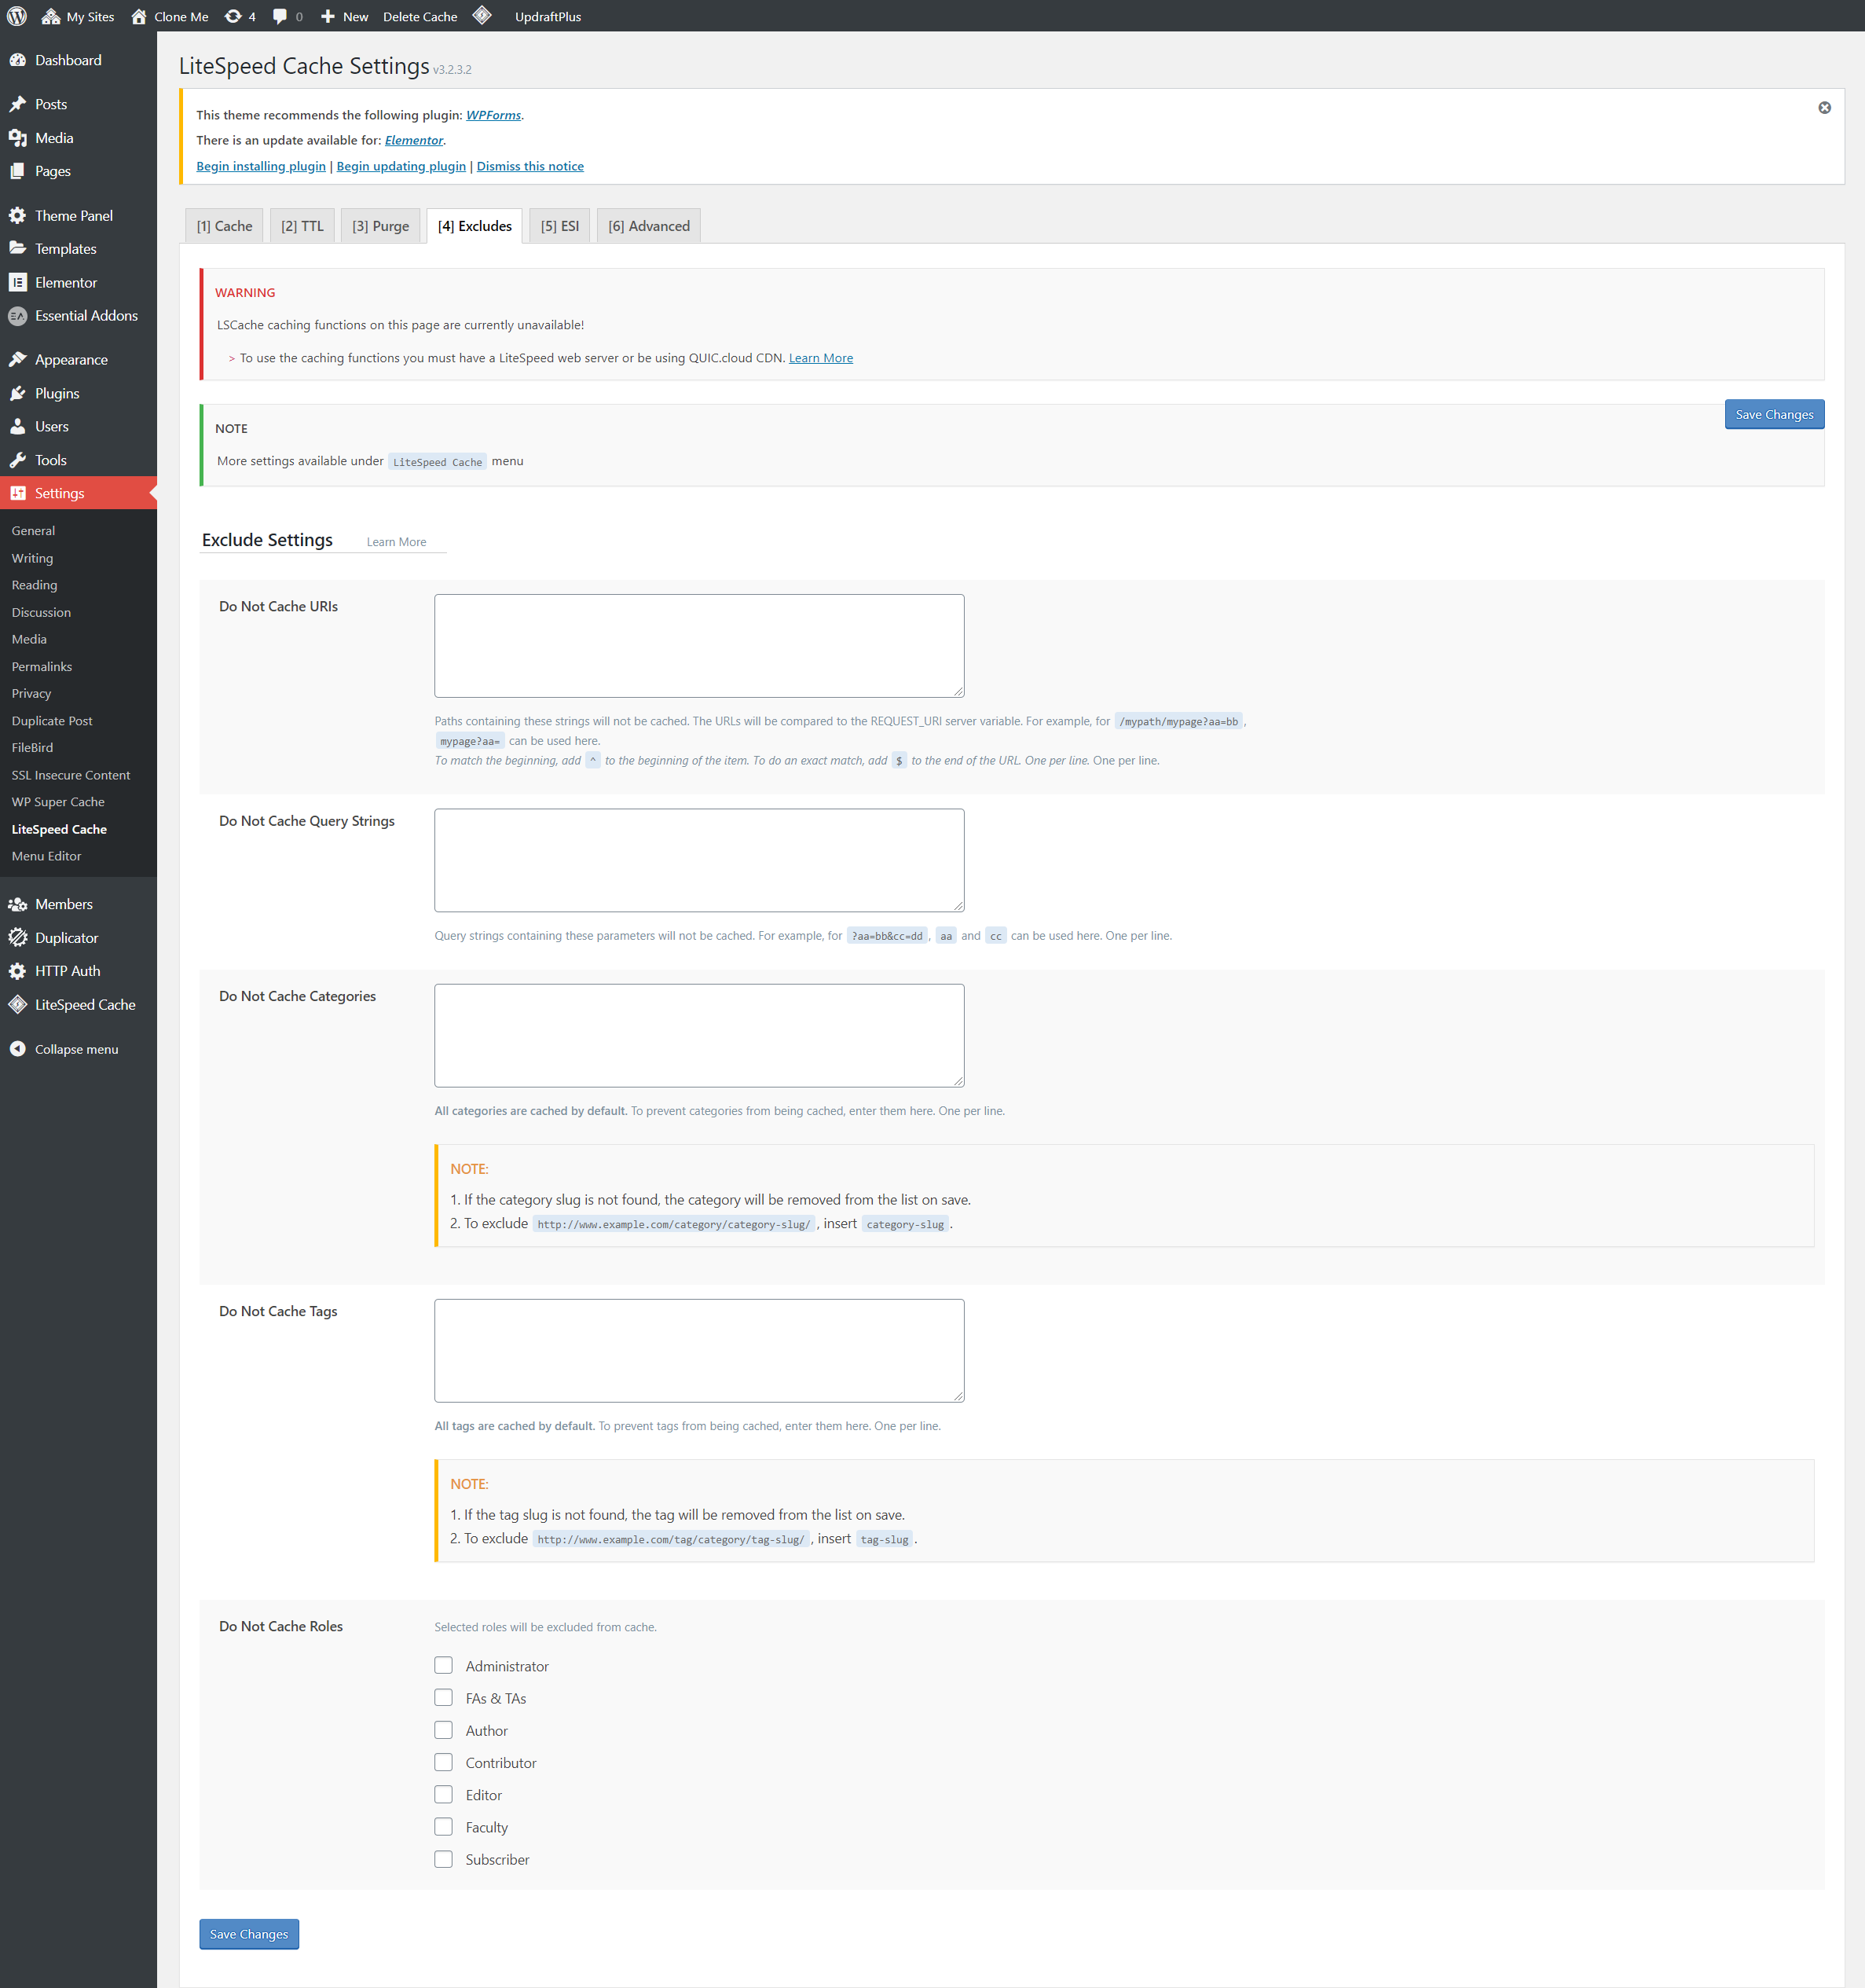 My Sites
Clone Me
4
0
New
Delete Cache
UpdraftPlus
Dashboard
Posts
Media
Pages
Theme Panel
Templates
Elementor
Essential Addons
Appearance
Plugins
Users
Tools
Settings
General
Writing
Reading
Discussion
Media
Permalinks
Privacy
Duplicate Post
FileBird
SSL Insecure Content
WP Super Cache
LiteSpeed Cache
Menu Editor
Members
Duplicator
HTTP Auth
LiteSpeed Cache
Collapse menu
LiteSpeed Cache Settings v3.2.3.2
This theme recommends the following plugin: WPForms.
There is an update available for: Elementor.
Begin installing plugin | Begin updating plugin | Dismiss this notice
[1] Cache
[2] TTL
[3] Purge
[4] Excludes
[5] ESI
[6] Advanced
WARNING
LSCache caching functions on this page are currently unavailable!
> To use the caching functions you must have a LiteSpeed web server or be using QUIC.cloud CDN. Learn More
Save Changes
NOTE
More settings available under LiteSpeed Cache menu
Exclude Settings Learn More
Do Not Cache URIs
Paths containing these strings will not be cached. The URLs will be compared to the REQUEST_URI server variable. For example, for /mypath/mypage?aa=bb ,
mypage?aa= can be used here.
To match the beginning, add ^ to the beginning of the item. To do an exact match, add $ to the end of the URL. One per line. One per line.
Do Not Cache Query Strings
Query strings containing these parameters will not be cached. For example, for ?aa=bb&cc=dd , aa and cc can be used here. One per line.
Do Not Cache Categories
All categories are cached by default. To prevent categories from being cached, enter them here. One per line.
NOTE:
1. If the category slug is not found, the category will be removed from the list on save.
2. To exclude http://www.example.com/category/category-slug/ , insert category-slug .
Do Not Cache Tags
All tags are cached by default. To prevent tags from being cached, enter them here. One per line.
NOTE:
1. If the tag slug is not found, the tag will be removed from the list on save.
2. To exclude http://www.example.com/tag/category/tag-slug/ , insert tag-slug .
Do Not Cache Roles
Selected roles will be excluded from cache.
Administrator
FAs & TAs
Author
Contributor
Editor
Faculty
Subscriber
Save Changes